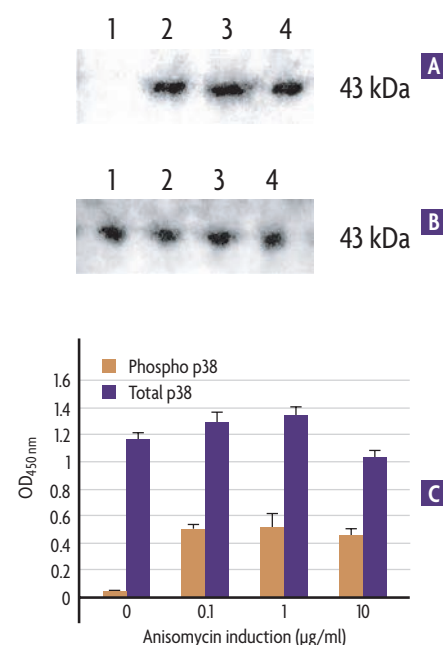 1 2 3 4
A
43 kDa
1 2 3 4
B
43 kDa
Phospho p38
Total p38
1.6
1.4
1.2
1
0.8
0.6
0.4
0.2
0
OD450 nm
C
0 0.1 1 10
Anisomycin induction (µg/ml)